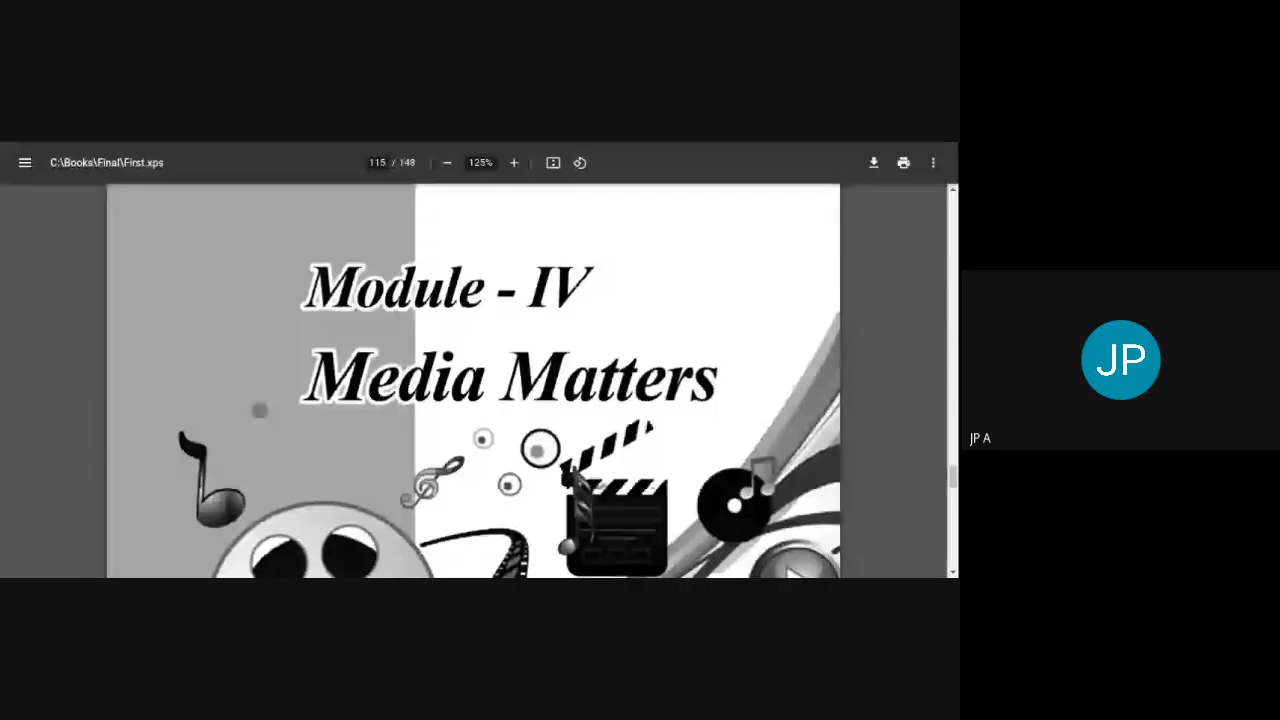 C:\Books\Final\First.xps
115 / 148
125%
Module - IV
Media Matters
JP
JP A